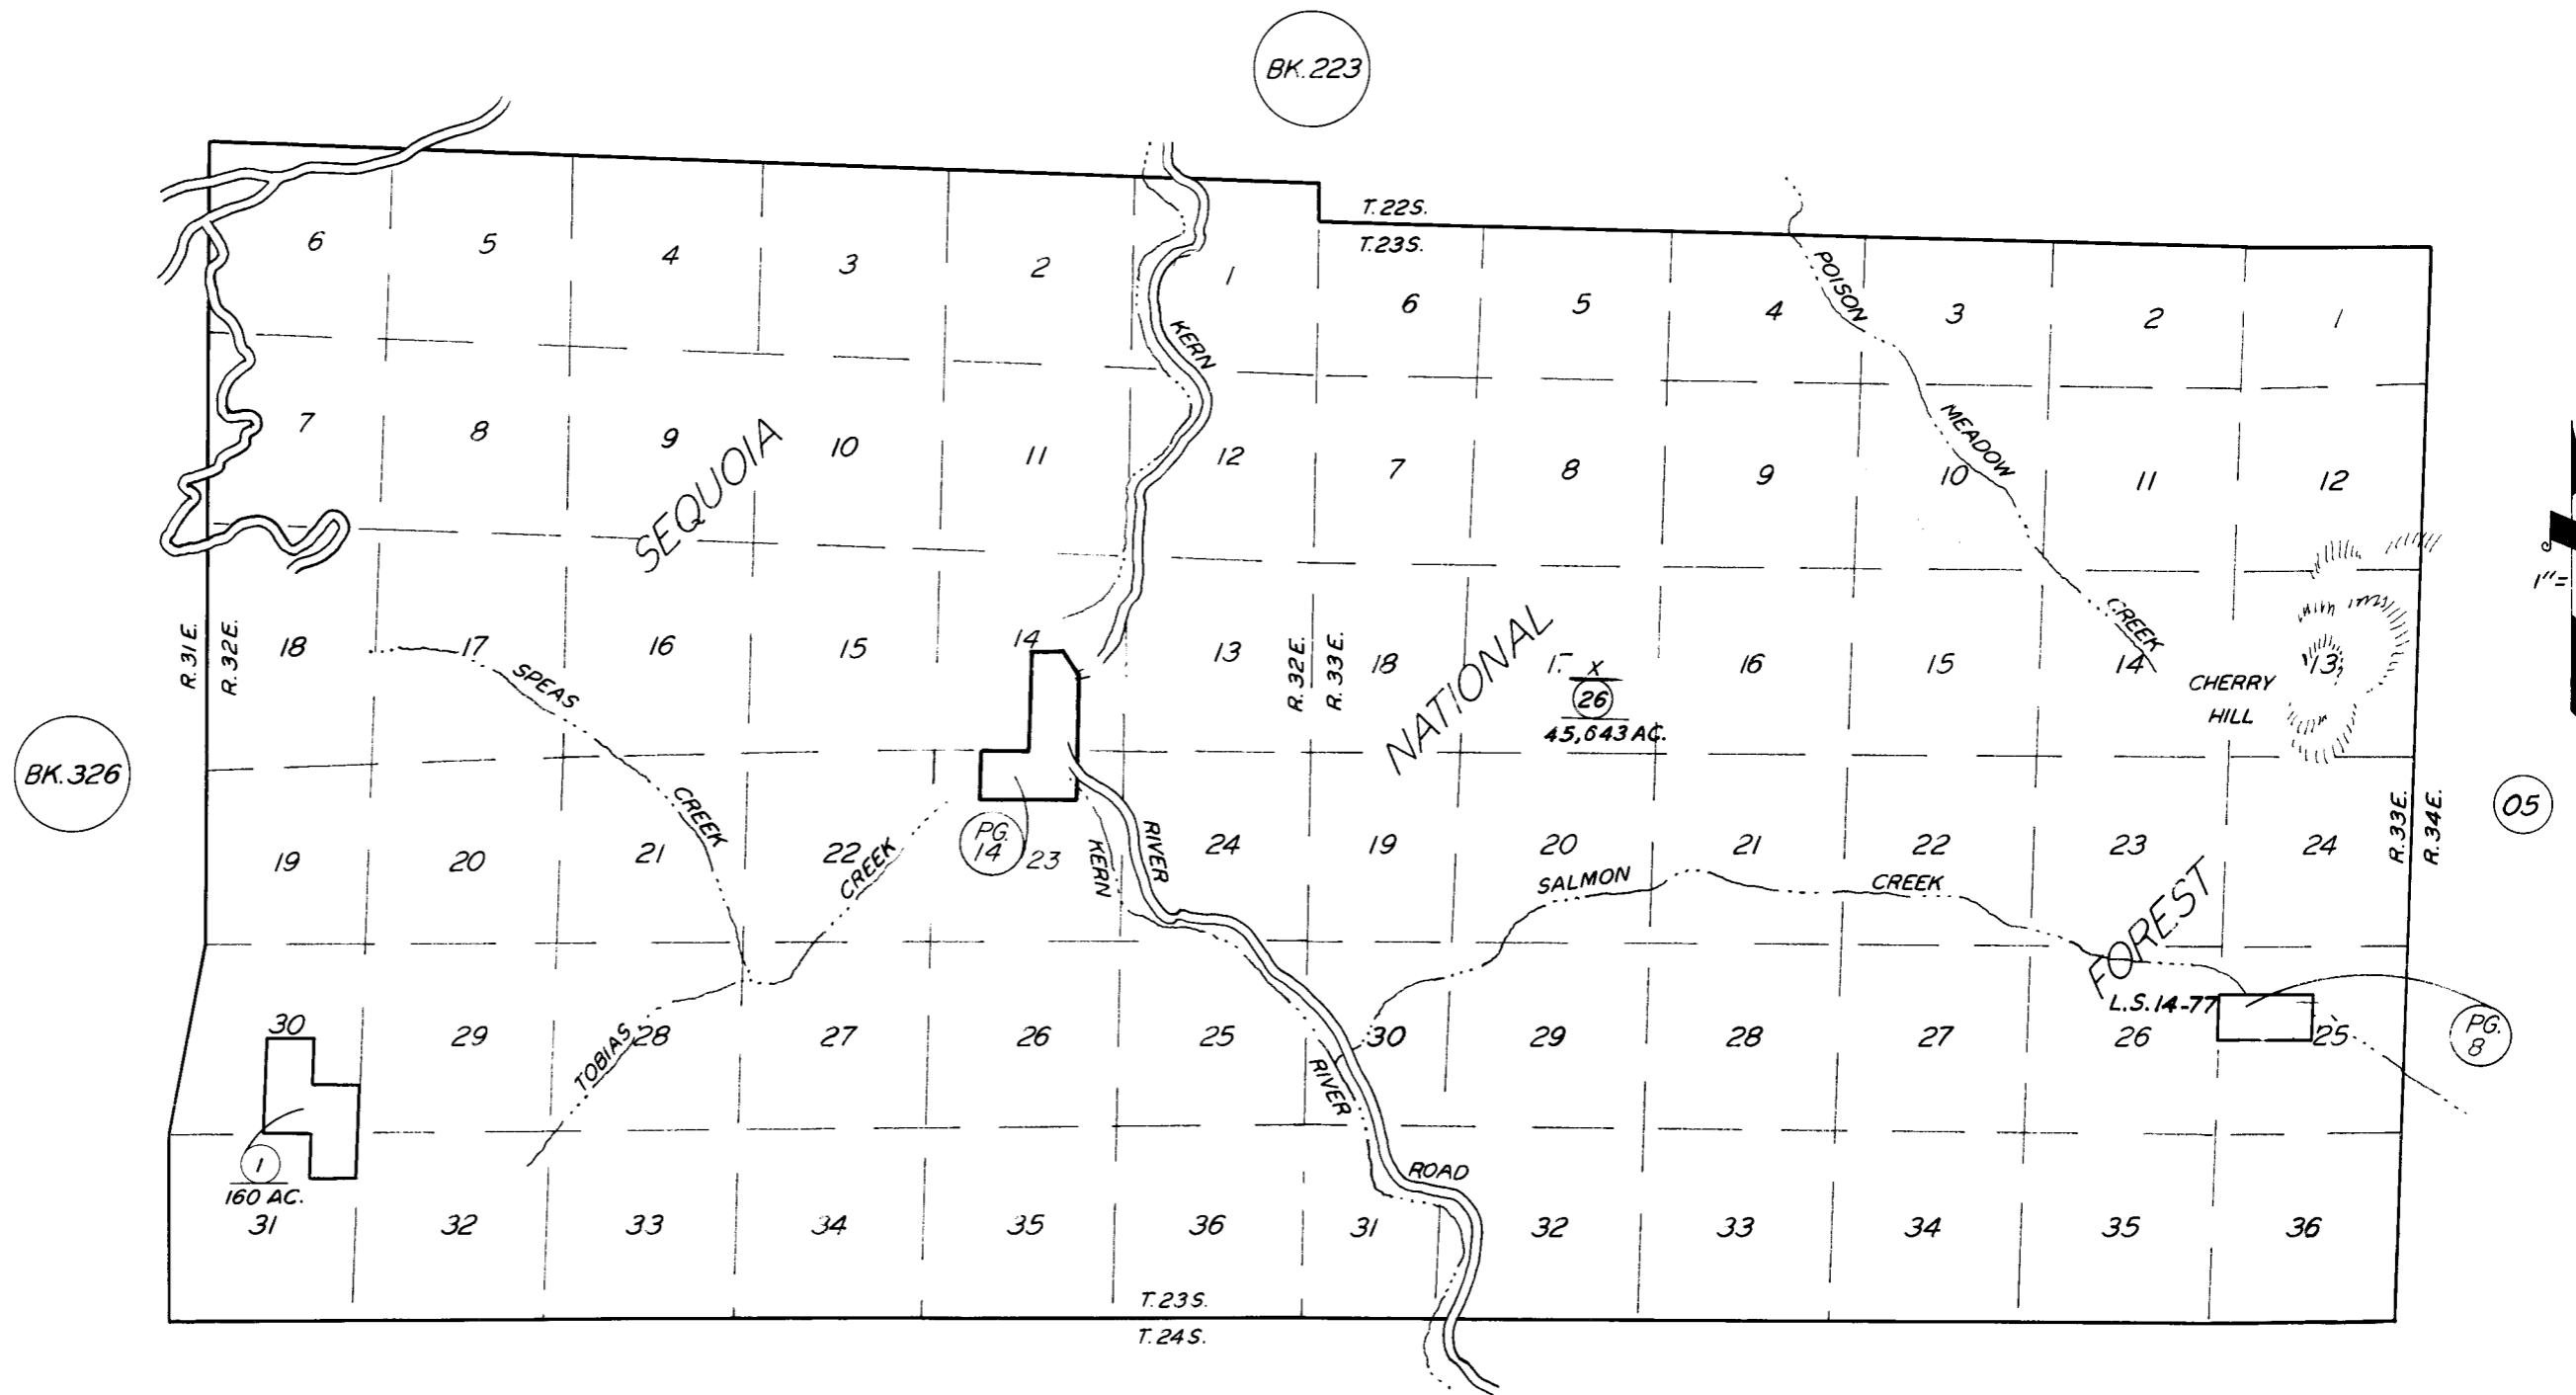 BK.223
T.22S.
T.23S.
6 5 4 3 2 1 6 5 4 3 2 1
KERN
POISON
7 8 9 10 11 12 7 8 9 10 11 12
MEADOW
SEQUOIA
1"=
CREEK
R.31E.
R.32E.
18 17 16 15 14 13
R.32E.
R.33E.
18 16 15 14 13
X
26
45,643 AC.
NATIONAL
SPEAS
CREEK
CHERRY
HILL
BK.326
R.33E.
R.34E.
05
19 20 21 22 23 24 19 20 21 22 23 24
CREEK
PG.
14
KERN
RIVER
SALMON
CREEK
FOREST
L.S.14-77
30 29 28 27 26 25 30 29 28 27 26 25
PG.
8
TOBIAS
RIVER
1
160 AC.
ROAD
31 32 33 34 35 36 31 32 33 34 35 36
T.23S.
T.24S.